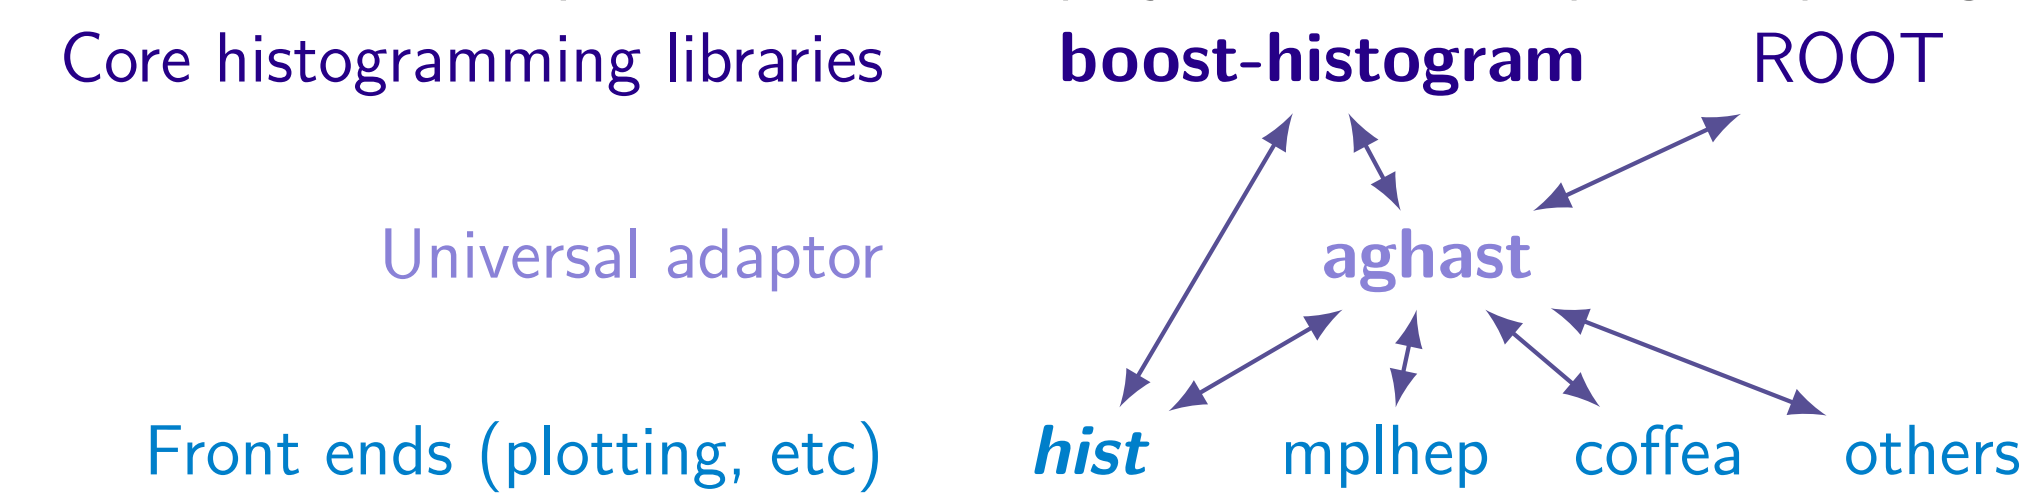 Core histogramming libraries boost-histogram ROOT
Universal adaptor aghast
Front ends (plotting, etc) hist mplhep coffea others